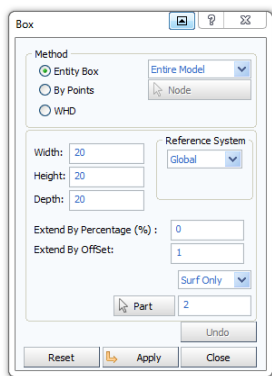 Box
Method
Entity Box
Entire Model
By Points
Node
WHD
Reference System
Width: 20
Global
Height: 20
Depth: 20
Extend By Percentage (%) : 0
Extend By OffSet: 1
Surf Only
Part 2
Undo
Reset Apply Close